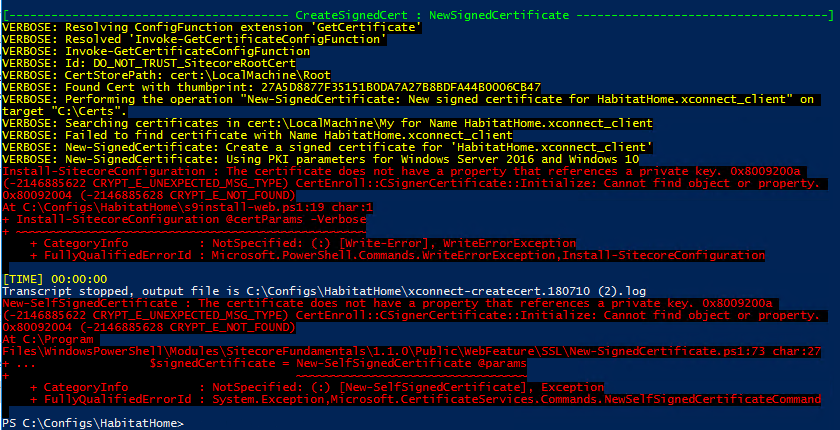 [------------------------------------ CreateSignedCert : NewSignedCertificate --------------------------------]
VERBOSE: Resolving ConfigFunction extension 'GetCertificate'
VERBOSE: Resolved 'Invoke-GetCertificateConfigFunction'
VERBOSE: Invoke-GetCertificateConfigFunction
VERBOSE: Id: DO_NOT_TRUST_SitecoreRootCert
VERBOSE: CertStorePath: cert:\LocalMachine\Root
VERBOSE: Found Cert with thumbprint: 27A5D8877F35151B0DA7A27B8BDFA44B0006CB47
VERBOSE: Performing the operation "New-SignedCertificate: New signed certificate for HabitatHome.xconnect_client" on
target "C:\Certs".
VERBOSE: Searching certificates in cert:\LocalMachine\My for Name HabitatHome.xconnect_client
VERBOSE: Failed to find certificate with Name HabitatHome.xconnect_client
VERBOSE: New-SignedCertificate: Create a signed certificate for 'HabitatHome.xconnect_client'
VERBOSE: New-SignedCertificate: Using PKI parameters for Windows Server 2016 and Windows 10
Install-SitecoreConfiguration : The certificate does not have a property that references a private key. 0x8009200a
(-2146885622 CRYPT_E_UNEXPECTED_MSG_TYPE) CertEnroll::CSignerCertificate::Initialize: Cannot find object or property.
0x80092004 (-2146885628 CRYPT_E_NOT_FOUND)
At C:\Configs\HabitatHome\s9install-web.ps1:19 char:1
+ Install-SitecoreConfiguration @certParams -Verbose
+ ~~~~~~~~~~~~~~~~~~~~~~~~~~~~~~~~~~~~~~~~~~~~~~~~~~
    + CategoryInfo          : NotSpecified: (:) [Write-Error], WriteErrorException
    + FullyQualifiedErrorId : Microsoft.PowerShell.Commands.WriteErrorException,Install-SitecoreConfiguration
[TIME] 00:00:00
Transcript stopped, output file is C:\Configs\HabitatHome\xconnect-createcert.180710 (2).log
New-SelfSignedCertificate : The certificate does not have a property that references a private key. 0x8009200a
(-2146885622 CRYPT_E_UNEXPECTED_MSG_TYPE) CertEnroll::CSignerCertificate::Initialize: Cannot find object or property.
0x80092004 (-2146885628 CRYPT_E_NOT_FOUND)
At C:\Program
Files\WindowsPowerShell\Modules\SitecoreFundamentals\1.1.0\Public\WebFeature\SSL\New-SignedCertificate.ps1:73 char:27
+ ...               $signedCertificate = New-SelfSignedCertificate @params
+                                        ~~~~~~~~~~~~~~~~~~~~~~~~~~~~~~~~~
    + CategoryInfo          : NotSpecified: (:) [New-SelfSignedCertificate], Exception
    + FullyQualifiedErrorId : System.Exception,Microsoft.CertificateServices.Commands.NewSelfSignedCertificateCommand
PS C:\Configs\HabitatHome>